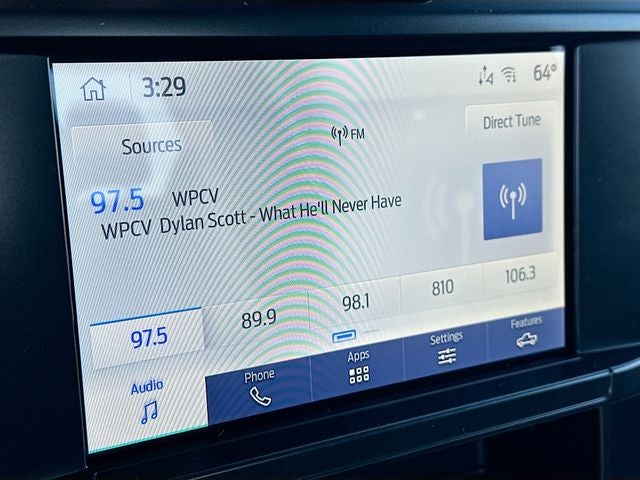 3:29
64°
Sources
FM
Direct Tune
97.5 WPCV
WPCV Dylan Scott - What He'll Never Have
97.5 89.9 98.1 810 106.3
Audio Phone Apps Settings Features